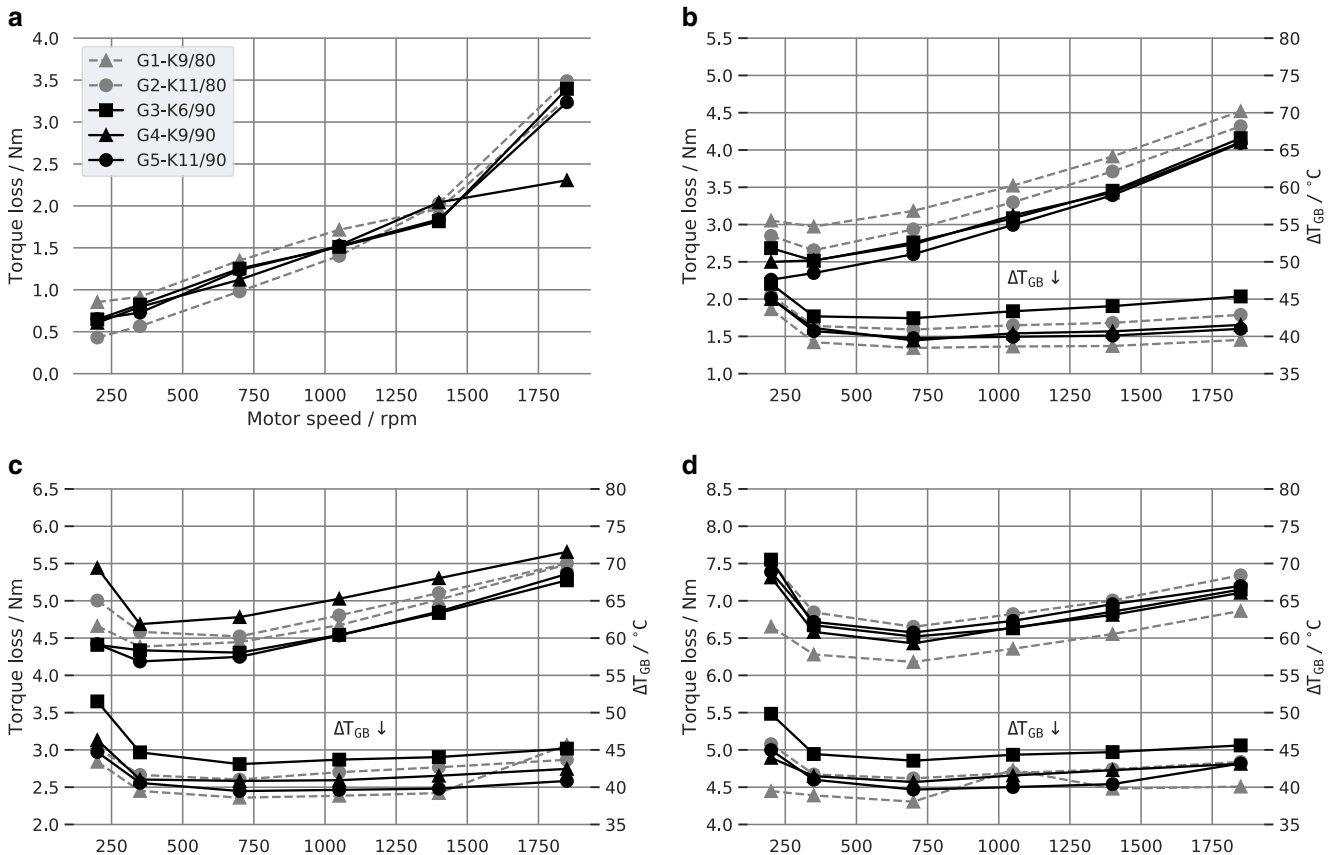 a
4.0
3.5
3.0
2.5
2.0
1.5
1.0
0.5
0.0
Torque loss / Nm
G1-K9/80
G2-K11/80
G3-K6/90
G4-K9/90
G5-K11/90
250 500 750 1000 1250 1500 1750
Motor speed / rpm
b
5.5
5.0
4.5
4.0
3.5
3.0
2.5
2.0
1.5
1.0
Torque loss / Nm
ΔT_GB ↓
80
75
70
65
60
55
50
45
40
35
ΔT_GB / °C
250 500 750 1000 1250 1500 1750
c
6.5
6.0
5.5
5.0
4.5
4.0
3.5
3.0
2.5
2.0
Torque loss / Nm
ΔT_GB ↓
80
75
70
65
60
55
50
45
40
35
ΔT_GB / °C
250 500 750 1000 1250 1500 1750
d
8.5
8.0
7.5
7.0
6.5
6.0
5.5
5.0
4.5
4.0
Torque loss / Nm
ΔT_GB ↓
80
75
70
65
60
55
50
45
40
35
ΔT_GB / °C
250 500 750 1000 1250 1500 1750